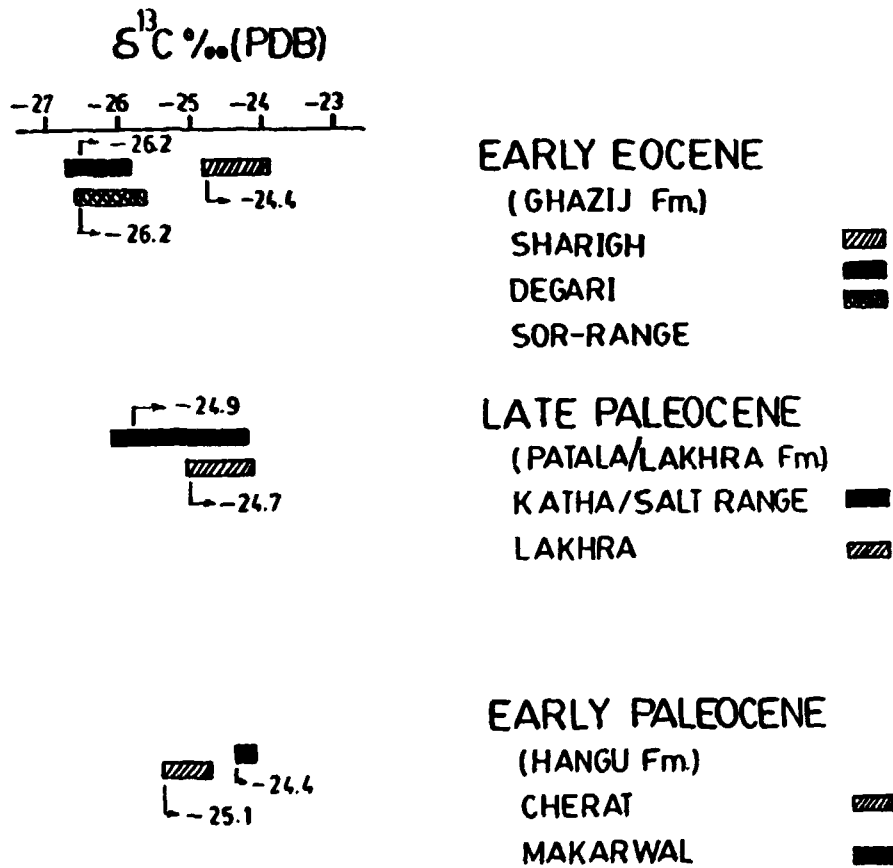 δ¹³C ‰ (PDB)
-27 -26 -25 -24 -23
-26.2
-24.4
-26.2
EARLY EOCENE
(GHAZIJ Fm.)
SHARIGH
DEGARI
SOR-RANGE
-24.9
-24.7
LATE PALEOCENE
(PATALA/LAKHRA Fm)
KATHA/SALT RANGE
LAKHRA
-24.4
-25.1
EARLY PALEOCENE
(HANGU Fm.)
CHERAT
MAKARWAL